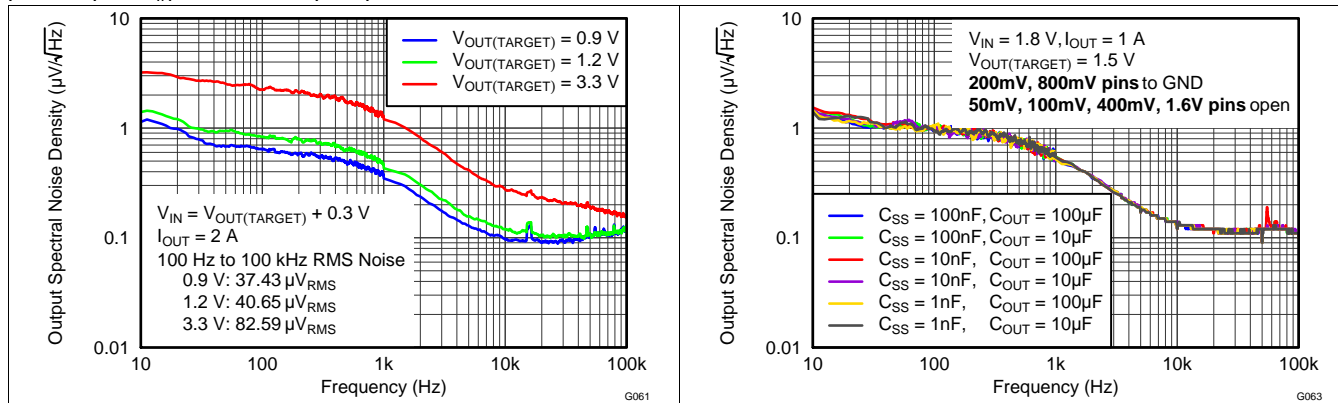 Output Spectral Noise Density (µV/√Hz)
10
1
0.1
0.01
V_OUT(TARGET) = 0.9 V
V_OUT(TARGET) = 1.2 V
V_OUT(TARGET) = 3.3 V
V_IN = V_OUT(TARGET) + 0.3 V
I_OUT = 2 A
100 Hz to 100 kHz RMS Noise
0.9 V: 37.43 µV_RMS
1.2 V: 40.65 µV_RMS
3.3 V: 82.59 µV_RMS
10 100 1k 10k 100k
Frequency (Hz)
G061
Output Spectral Noise Density (µV/√Hz)
10
1
0.1
0.01
V_IN = 1.8 V, I_OUT = 1 A
V_OUT(TARGET) = 1.5 V
200mV, 800mV pins to GND
50mV, 100mV, 400mV, 1.6V pins open
C_SS = 100nF, C_OUT = 100µF
C_SS = 100nF, C_OUT = 10µF
C_SS = 10nF, C_OUT = 100µF
C_SS = 10nF, C_OUT = 10µF
C_SS = 1nF, C_OUT = 100µF
C_SS = 1nF, C_OUT = 10µF
10 100 1k 10k 100k
Frequency (Hz)
G063